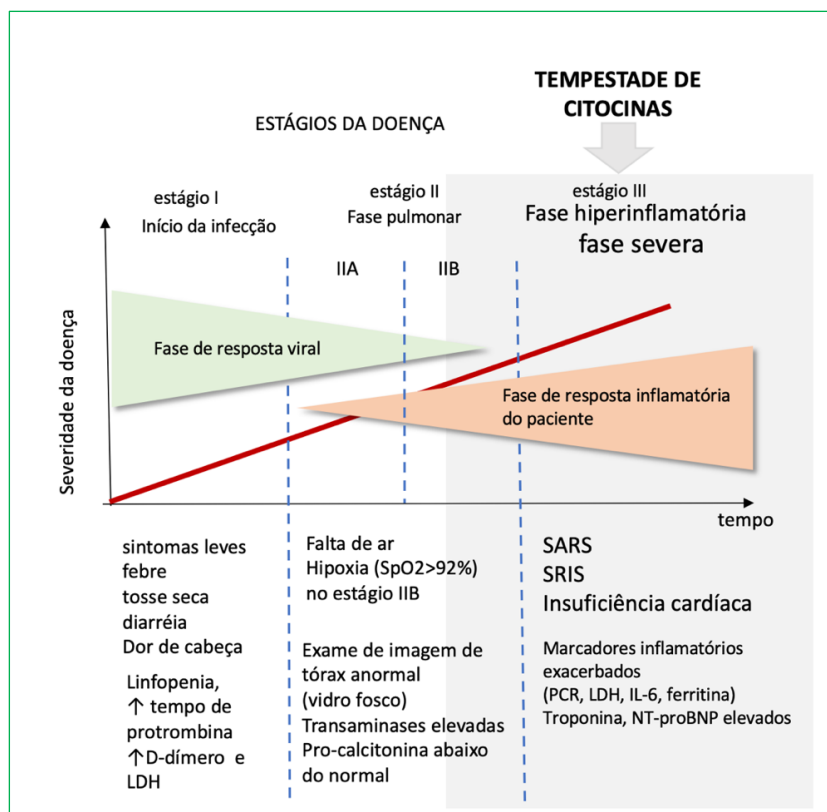 TEMPESTADE DE
CITOCINAS
ESTÁGIOS DA DOENÇA
estágio I
Início da infecção
estágio II
Fase pulmonar
estágio III
Fase hiperinflamatória
fase severa
IIA
IIB
Severidade da doença
Fase de resposta viral
Fase de resposta inflamatória
do paciente
tempo
sintomas leves
febre
tosse seca
diarréia
Dor de cabeça
Linfopenia,
↑ tempo de
protrombina
↑D-dímero e
LDH
Falta de ar
Hipoxia (SpO2>92%)
no estágio IIB
Exame de imagem de
tórax anormal
(vidro fosco)
Transaminases elevadas
Pro-calcitonina abaixo
do normal
SARS
SRIS
Insuficiência cardíaca
Marcadores inflamatórios
exacerbados
(PCR, LDH, IL-6, ferritina)
Troponina, NT-proBNP elevados